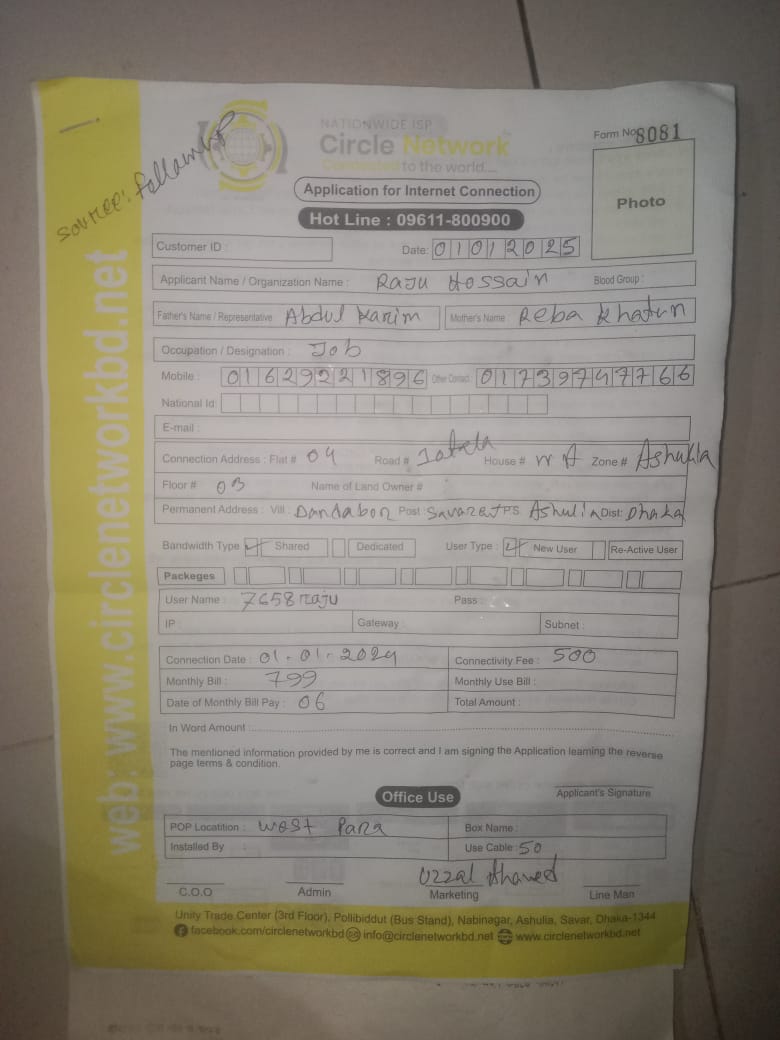 NATIONWIDE ISP
Circle Network
Connected to the world....
Form No 8081
Source: 
Application for Internet Connection
Hot Line : 09611-800900
Photo
Customer ID :
Date: 01012025
Applicant Name / Organization Name : Raju Hossain Blood Group :
Father's Name / Representative Abdul Karim Mother's Name : Reba Khatun
Occupation / Designation : Job
Mobile : 01629221896 Other Contact : 01739747766
National Id
E-mail :
Connection Address : Flat # 04 Road # House # Zone # Ashulia
Floor # 03 Name of Land Owner #
Permanent Address : Vill : Dandabor Post : Savar PS Ashulia Dist: Dhaka
Bandwidth Type Shared Dedicated User Type : New User Re-Active User
Packeges
User Name : 7658raju Pass :
IP : Gateway : Subnet :
Connection Date : 01-01-2024 Connectivity Fee : 500
Monthly Bill : 799 Monthly Use Bill :
Date of Monthly Bill Pay : 06 Total Amount :
In Word Amount :
The mentioned information provided by me is correct and I am signing the Application learning the reverse
page terms & condition.
Office Use
Applicant's Signature
POP Locatition : West Para Box Name :
Installed By : Use Cable : 50
Uzzal Ahamed
C.O.O Admin Marketing Line Man
Unity Trade Center (3rd Floor), Pollibiddut (Bus Stand), Nabinagar, Ashulia, Savar, Dhaka-1344
facebook.com/circlenetworkbd info@circlenetworkbd.net www.circlenetworkbd.net
web: www.circlenetworkbd.net